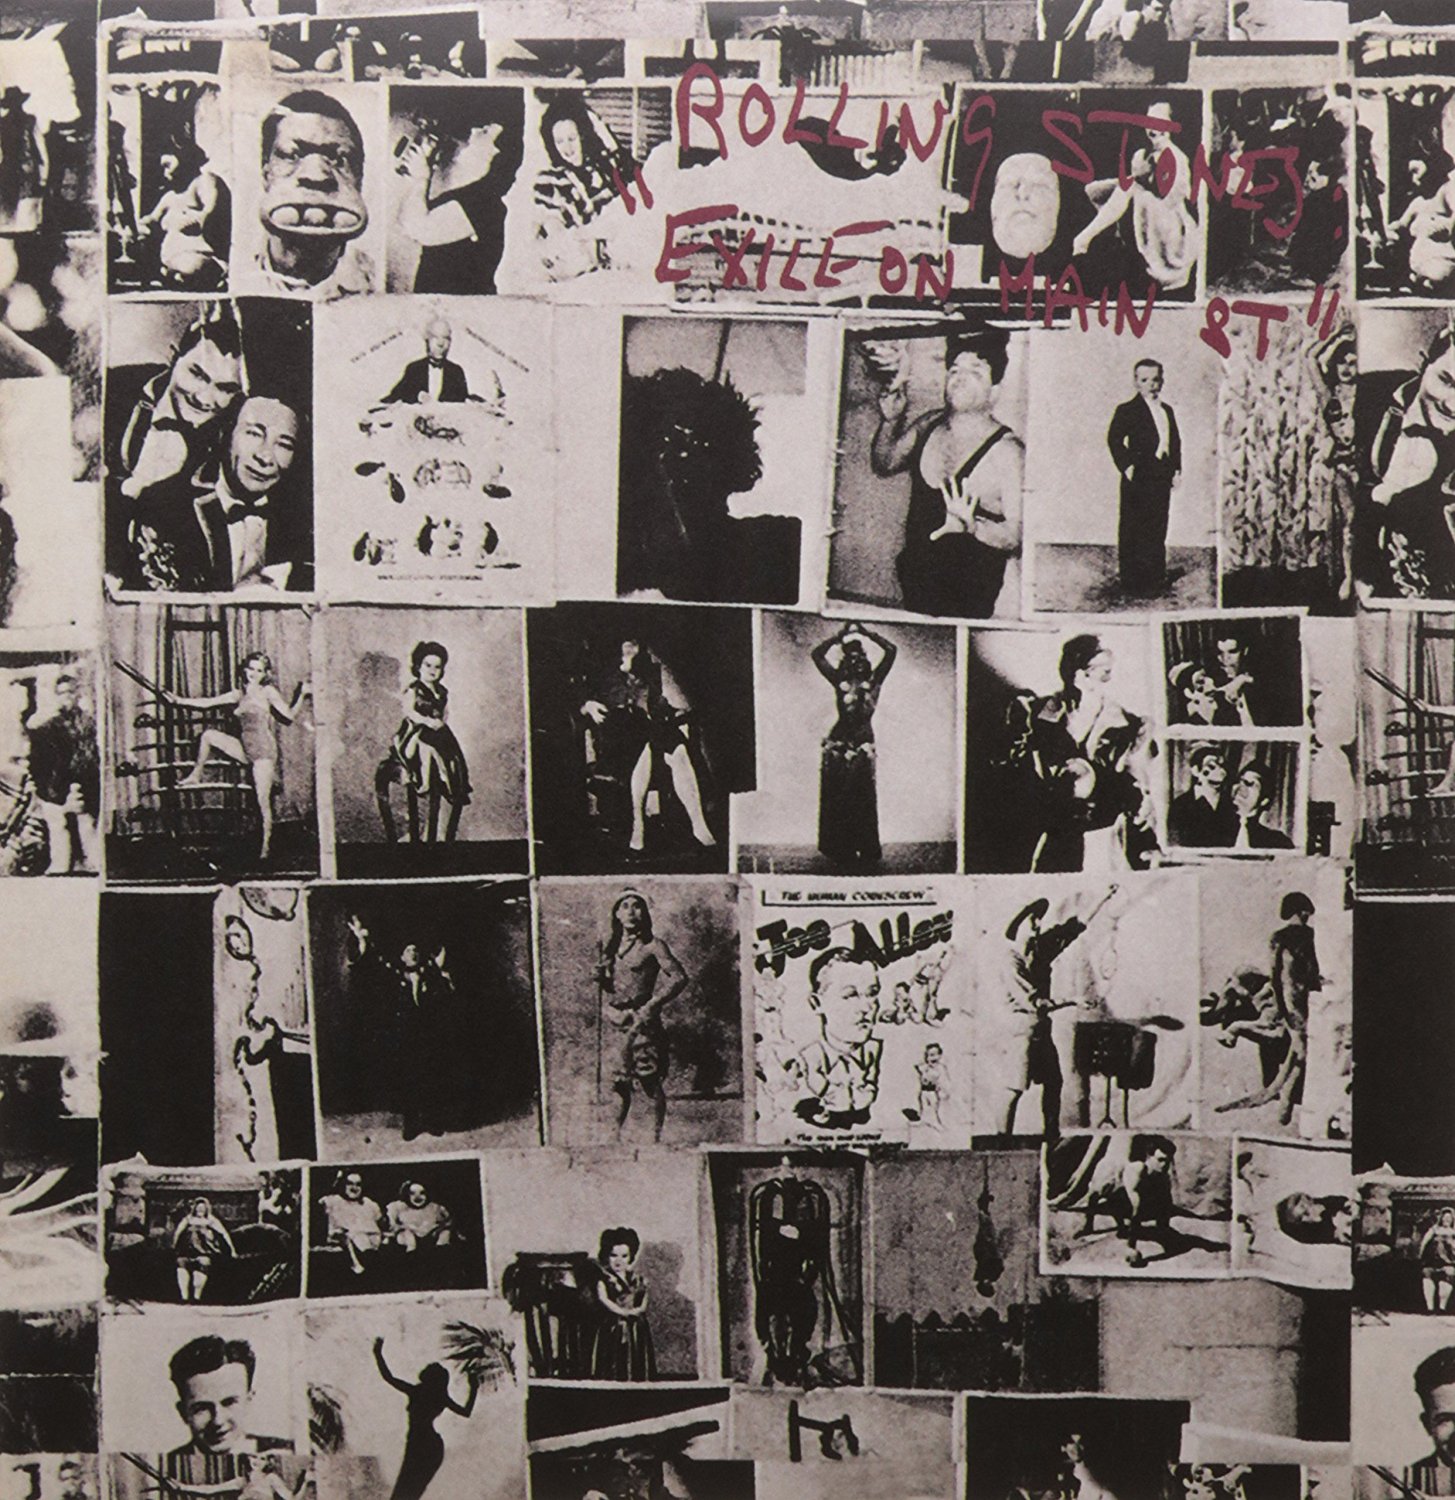 ROLLING STONES:
"EXILE ON MAIN ST"
THE HUMAN CORKSCREW
Joe Allen